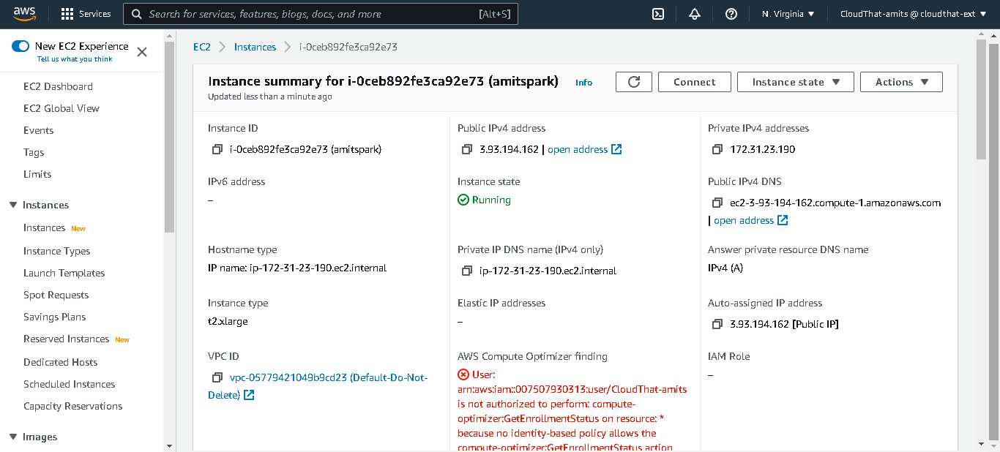 aws
Services
Search for services, features, blogs, docs, and more
[Alt+S]
N. Virginia
CloudThat-amits @ cloudthat-ext
New EC2 Experience
Tell us what you think
EC2 Dashboard
EC2 Global View
Events
Tags
Limits
Instances
Instances New
Instance Types
Launch Templates
Spot Requests
Savings Plans
Reserved Instances New
Dedicated Hosts
Scheduled Instances
Capacity Reservations
Images
EC2 > Instances > i-0ceb892fe3ca92e73
Instance summary for i-0ceb892fe3ca92e73 (amitspark) Info
Updated less than a minute ago
Connect
Instance state
Actions
Instance ID
i-0ceb892fe3ca92e73 (amitspark)
Public IPv4 address
3.93.194.162 | open address
Private IPv4 addresses
172.31.23.190
IPv6 address
–
Instance state
Running
Public IPv4 DNS
ec2-3-93-194-162.compute-1.amazonaws.com
| open address
Hostname type
IP name: ip-172-31-23-190.ec2.internal
Private IP DNS name (IPv4 only)
ip-172-31-23-190.ec2.internal
Answer private resource DNS name
IPv4 (A)
Instance type
t2.xlarge
Elastic IP addresses
–
Auto-assigned IP address
3.93.194.162 [Public IP]
VPC ID
vpc-05779421049b9cd23 (Default-Do-Not-
Delete)
AWS Compute Optimizer finding
User:
arn:aws:iam::007507930313:user/CloudThat-amits
is not authorized to perform: compute-
optimizer:GetEnrollmentStatus on resource: *
because no identity-based policy allows the
compute-optimizer:GetEnrollmentStatus action
IAM Role
–